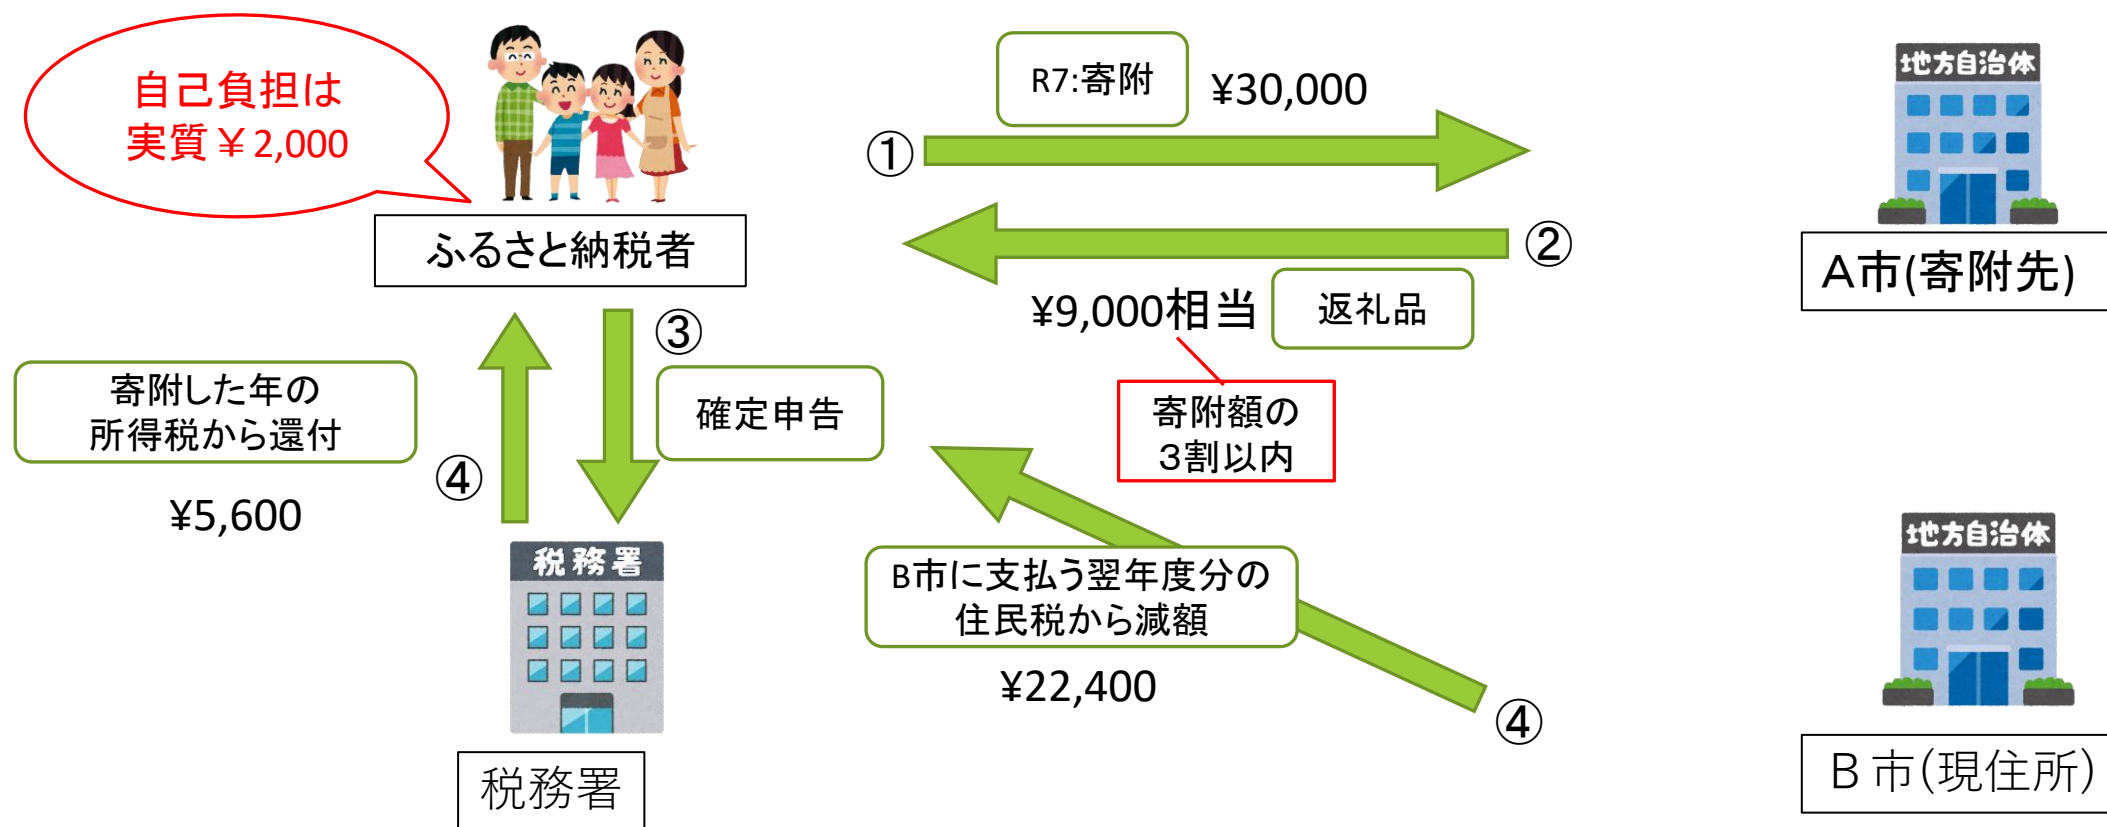 自己負担は
実質￥2,000
ふるさと納税者
R7:寄附
¥30,000
①
地方自治体
A市(寄附先)
②
¥9,000相当
返礼品
寄附額の
3割以内
③
確定申告
寄附した年の
所得税から還付
④
¥5,600
税務署
税務署
B市に支払う翌年度分の
住民税から減額
¥22,400
④
地方自治体
B市(現住所)